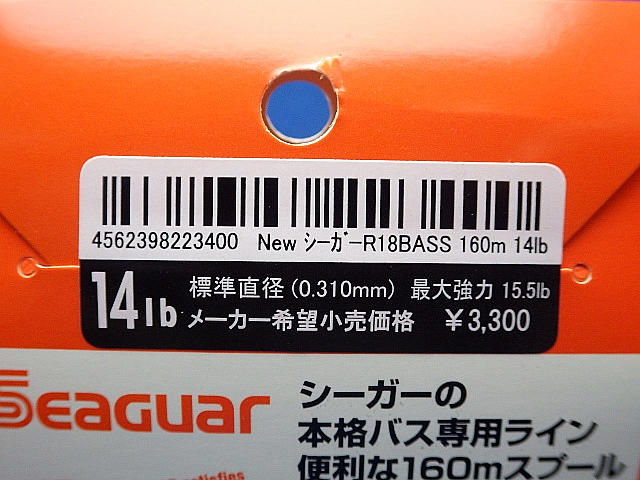 4562398223400 New シーガーR18BASS 160m 14lb
14lb
標準直径(0.310mm) 最大強力 15.5lb
メーカー希望小売価格 ￥3,300
Seaguar
シーガーの
本格バス専用ライン
便利な160mスプール